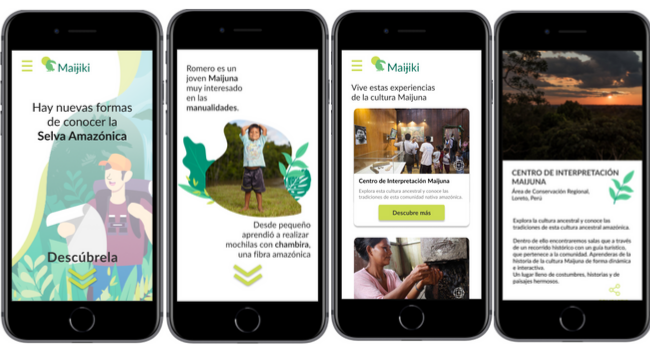 Maijiki
Hay nuevas formas
de conocer la
Selva Amazónica
Descúbrela
Romero es un
joven Maijuna
muy interesado
en las
manualidades.
Desde pequeño
aprendió a realizar
mochilas con chambira,
una fibra amazónica
Maijiki
Vive estas experiencias
de la cultura Maijuna
Centro de Interpretación Maijuna
Explora esta cultura ancestral y conoce las
tradiciones de esta comunidad nativa amazónica.
Descubre más
CENTRO DE INTERPRETACIÓN
MAIJUNA
Área de Conservación Regional,
Loreto, Perú
Explora la cultura ancestral y conoce las
tradiciones de esta cultura ancestral amazónica.
Dentro de ello encontraremos salas que a través
de un recorrido histórico con un guía turístico,
que pertenece a la comunidad. Aprenderas de la
historia de la cultura Maijuna de forma dinámica
e interactiva.
Un lugar lleno de costumbres, historias y de
paisajes hermosos.